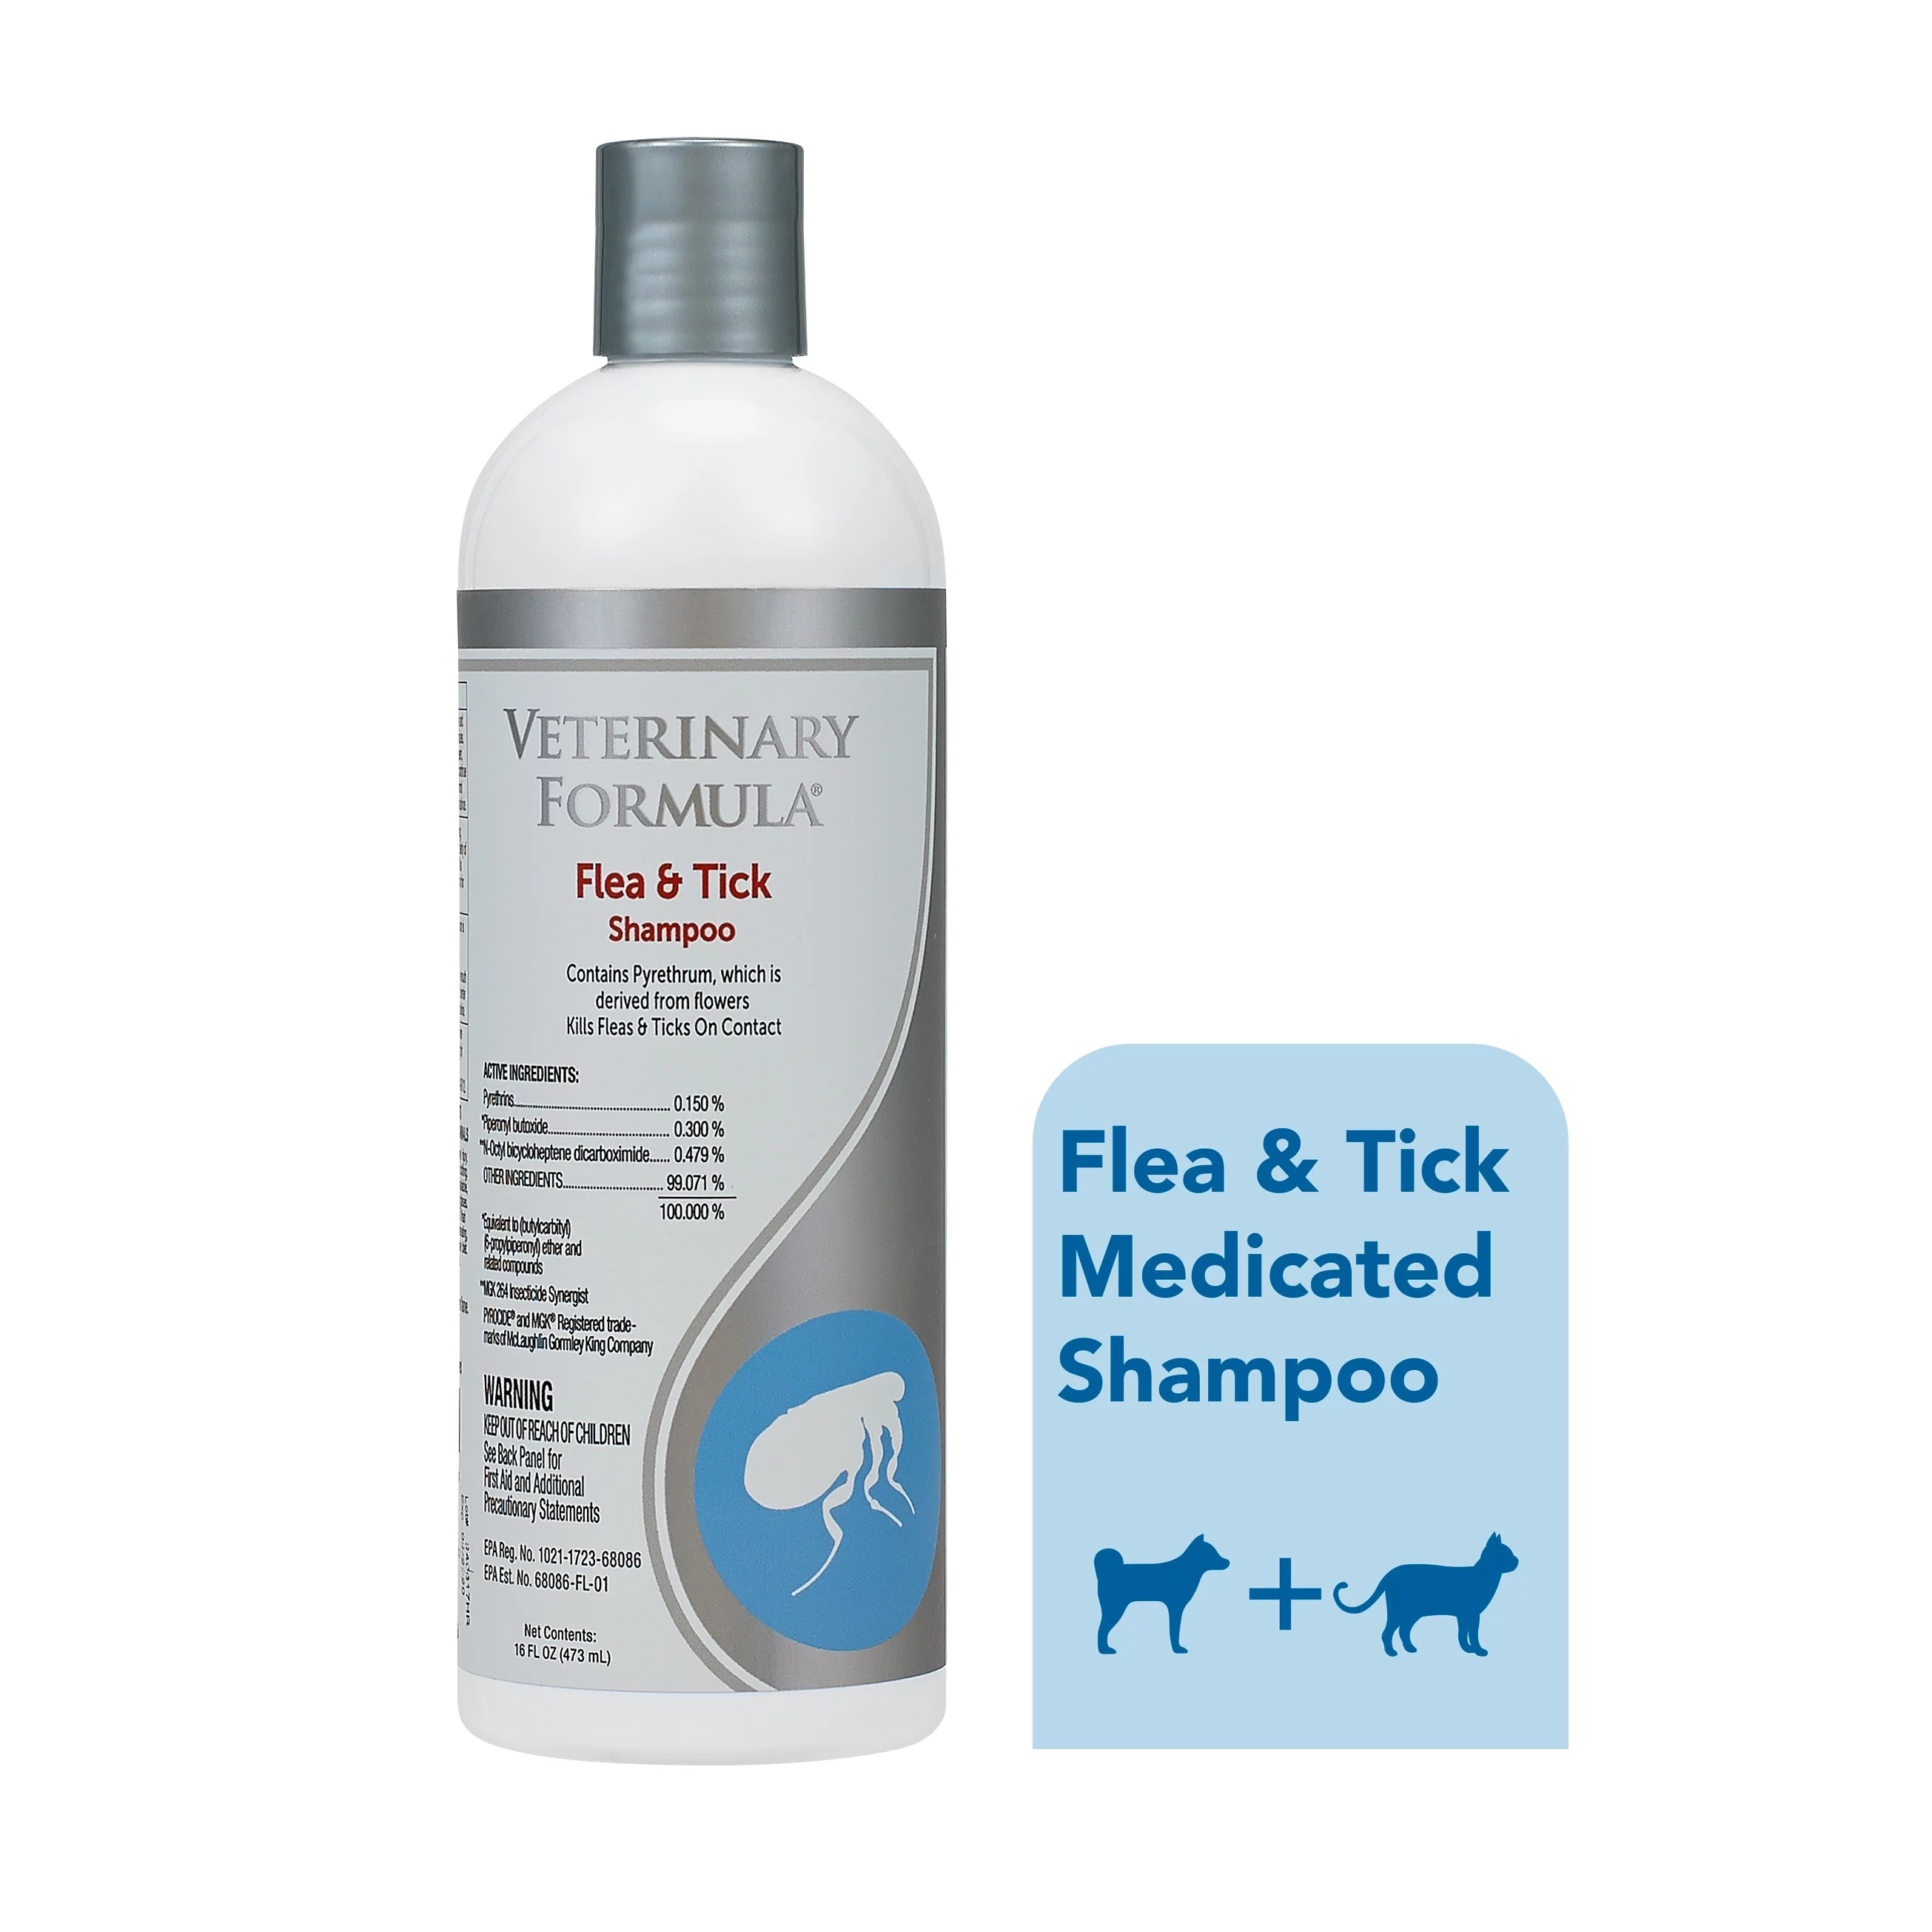 VETERINARY
FORMULA®
Flea & Tick
Shampoo
Contains Pyrethrum, which is
derived from flowers
Kills Fleas & Ticks On Contact
ACTIVE INGREDIENTS:
Pyrethrins.......................................... 0.150 %
*Piperonyl butoxide................................ 0.300 %
**N-Octyl bicycloheptene dicarboximide...... 0.479 %
OTHER INGREDIENTS........................... 99.071 %
100.000 %
*Equivalent to (butylcarbityl)
(6-propylpiperonyl) ether and
related compounds
**MGK 264 Insecticide Synergist
PYROCIDE® and MGK® Registered trade-
marks of McLaughlin Gormley King Company
WARNING
KEEP OUT OF REACH OF CHILDREN
See Back Panel for
First Aid and Additional
Precautionary Statements
EPA Reg. No. 1021-1723-68086
EPA Est. No. 68086-FL-01
Net Contents:
16 FL OZ (473 mL)
Flea & Tick
Medicated
Shampoo